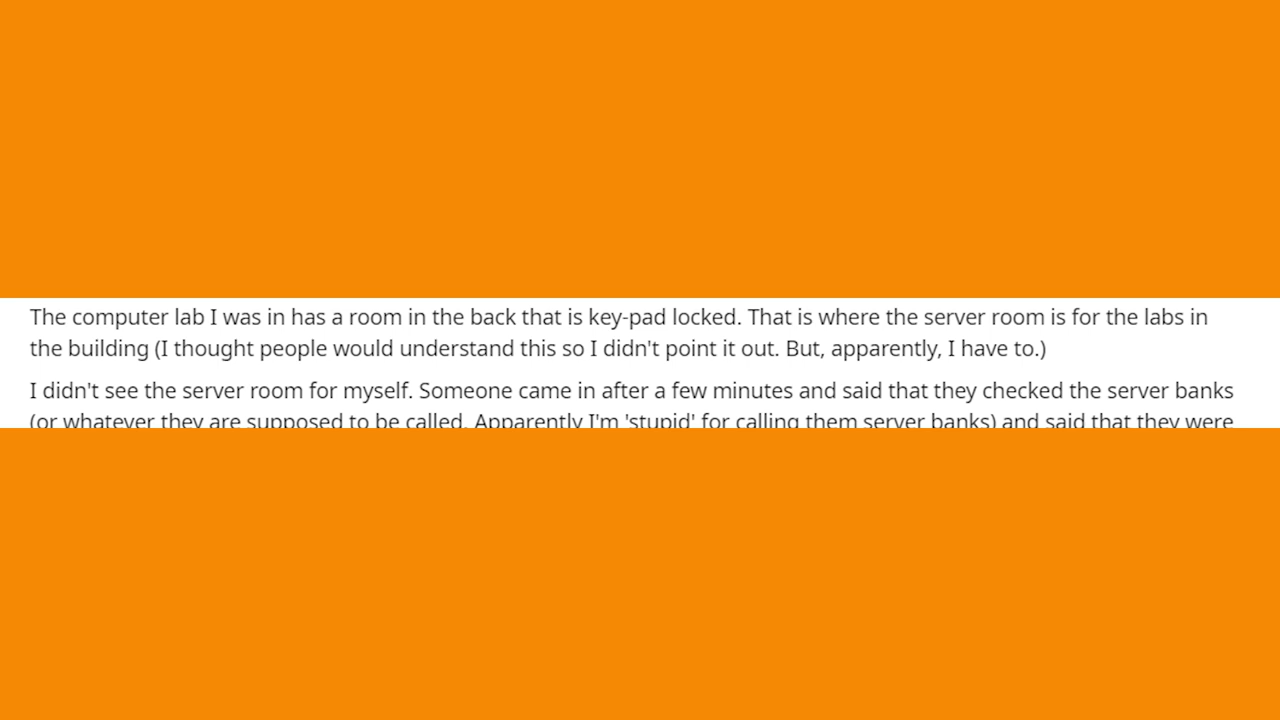 The computer lab I was in has a room in the back that is key-pad locked. That is where the server room is for the labs in
the building (I thought people would understand this so I didn't point it out. But, apparently, I have to.)
I didn't see the server room for myself. Someone came in after a few minutes and said that they checked the server banks
(or whatever they are supposed to be called. Apparently I'm 'stupid' for calling them server banks) and said that they were